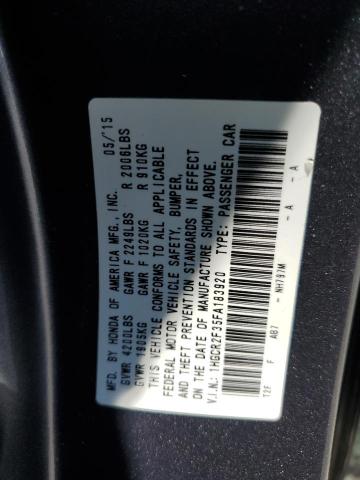 MFD. BY HONDA OF AMERICA MFG., INC. 05/15
GVWR 4200LBS GAWR F 2249LBS R 2006LBS
GVWR 1905KG GAWR F 1020KG R 910KG
THIS VEHICLE CONFORMS TO ALL APPLICABLE
FEDERAL MOTOR VEHICLE SAFETY, BUMPER,
AND THEFT PREVENTION STANDARDS IN EFFECT
ON THE DATE OF MANUFACTURE SHOWN ABOVE.
V.I.N.: 1HGCR2F35FA183920 TYPE: PASSENGER CAR
F AB7 - NH797M - A - A